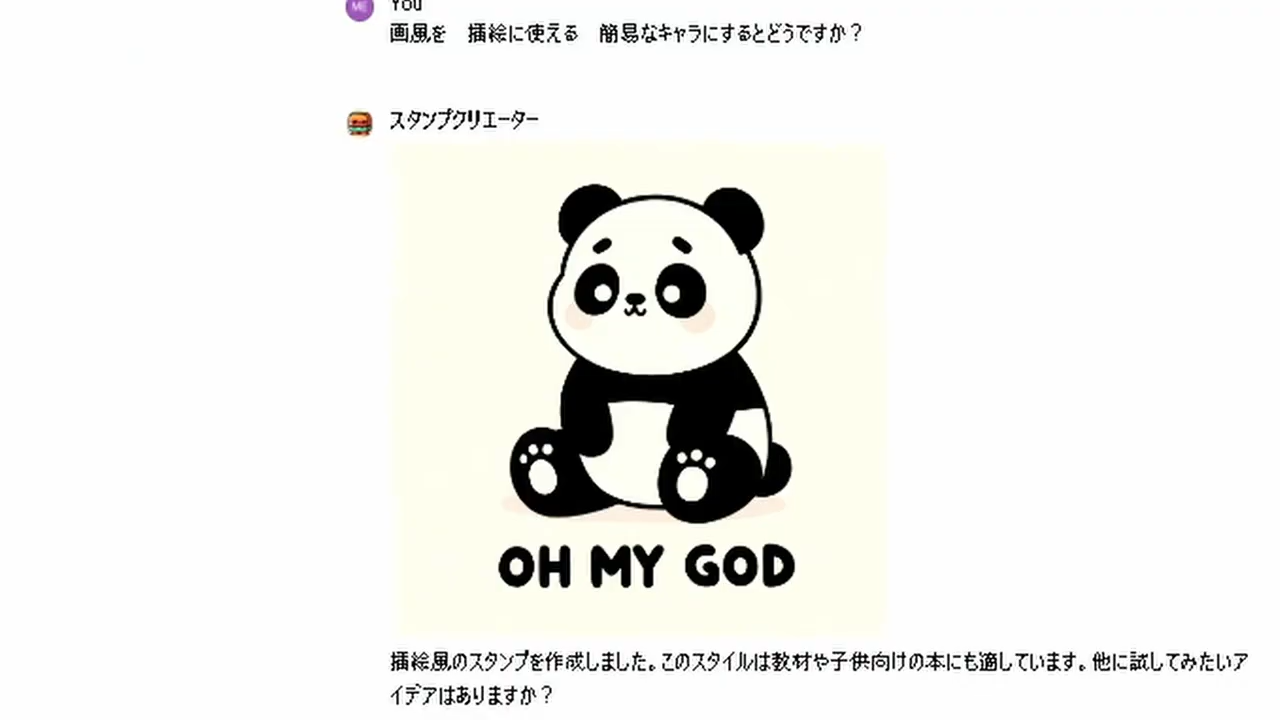 You
画風を　挿絵に使える　簡易なキャラにするとどうですか？
ME
スタンプクリエーター
OH MY GOD
挿絵風のスタンプを作成しました。このスタイルは教材や子供向けの本にも適しています。他に試してみたいア
イデアはありますか？